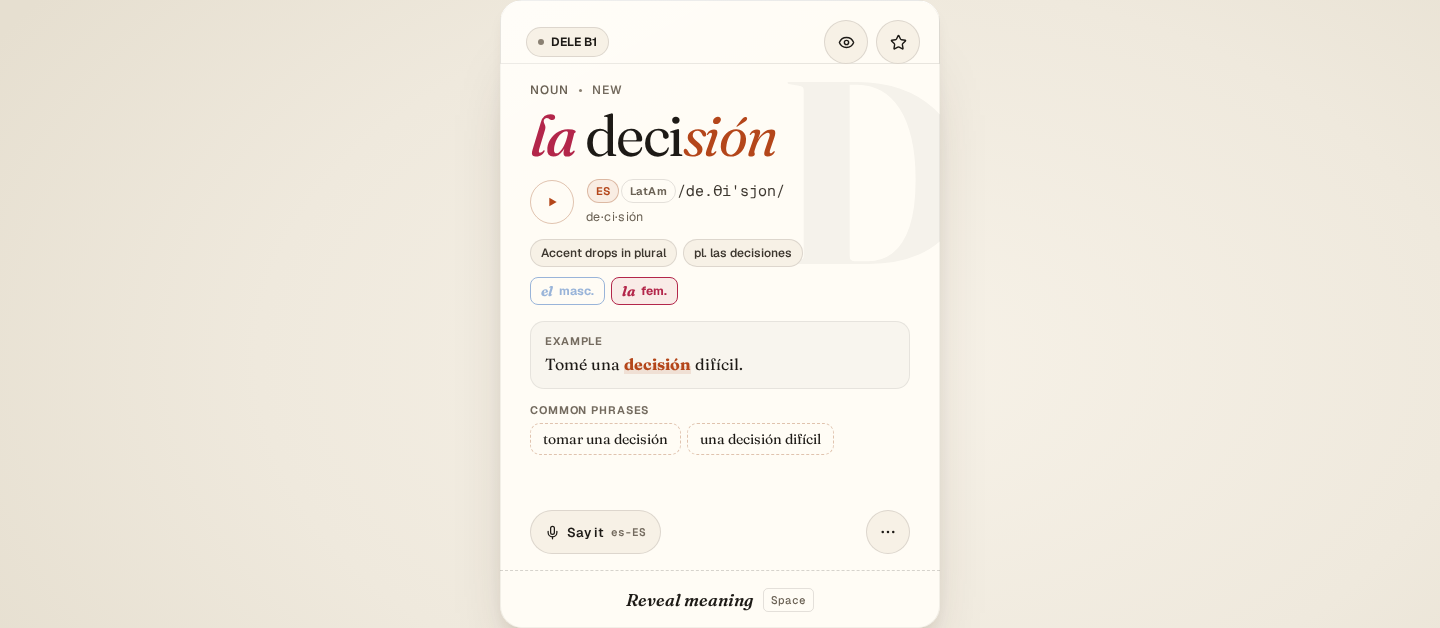 DELE B1
NOUN • NEW
la decisión
ES LatAm /de.θiˈsjon/
de·ci·sión
Accent drops in plural pl. las decisiones
el masc. la fem.
EXAMPLE
Tomé una decisión difícil.
COMMON PHRASES
tomar una decisión una decisión difícil
Say it es-ES
Reveal meaning Space
D